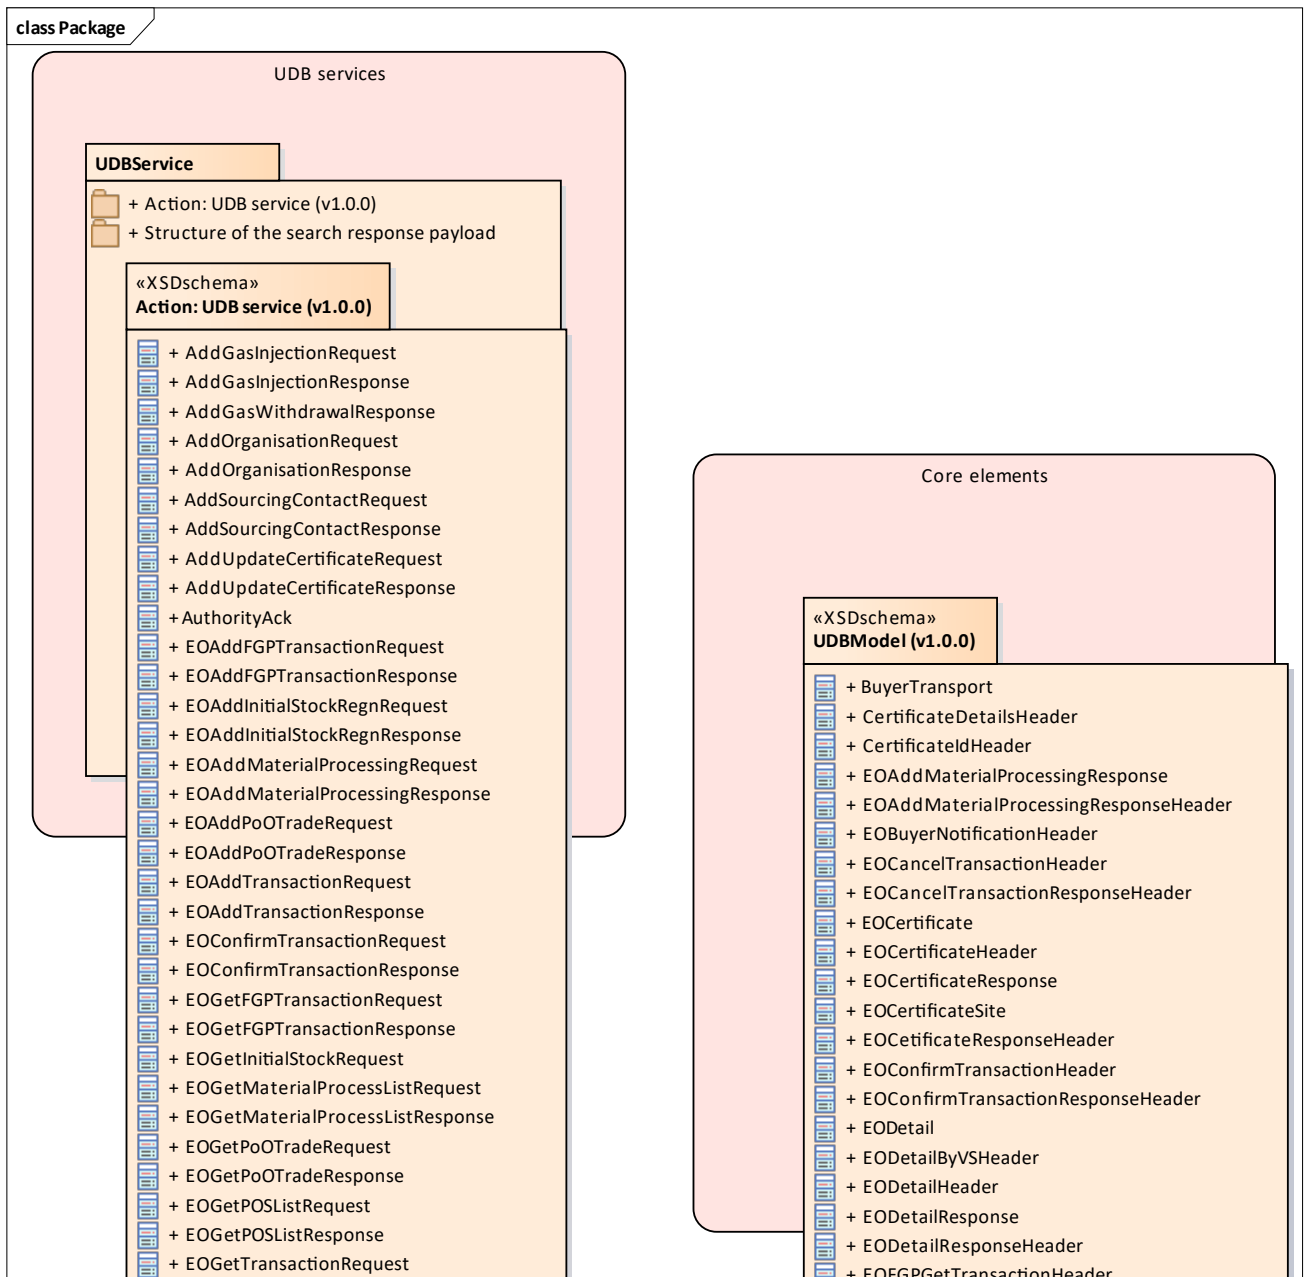 class Package
UDB services
UDBService
+ Action: UDB service (v1.0.0)
+ Structure of the search response payload
«XSDschema»
Action: UDB service (v1.0.0)
+ AddGasInjectionRequest
+ AddGasInjectionResponse
+ AddGasWithdrawalResponse
+ AddOrganisationRequest
+ AddOrganisationResponse
+ AddSourcingContactRequest
+ AddSourcingContactResponse
+ AddUpdateCertificateRequest
+ AddUpdateCertificateResponse
+ AuthorityAck
+ EOAddFGPTransactionRequest
+ EOAddFGPTransactionResponse
+ EOAddInitialStockRegnRequest
+ EOAddInitialStockRegnResponse
+ EOAddMaterialProcessingRequest
+ EOAddMaterialProcessingResponse
+ EOAddPoOTradeRequest
+ EOAddPoOTradeResponse
+ EOAddTransactionRequest
+ EOAddTransactionResponse
+ EOConfirmTransactionRequest
+ EOConfirmTransactionResponse
+ EOGetFGPTransactionRequest
+ EOGetFGPTransactionResponse
+ EOGetInitialStockRequest
+ EOGetMaterialProcessListRequest
+ EOGetMaterialProcessListResponse
+ EOGetPoOTradeRequest
+ EOGetPoOTradeResponse
+ EOGetPOSListRequest
+ EOGetPOSListResponse
+ EOGetTransactionRequest
Core elements
«XSDschema»
UDBModel (v1.0.0)
+ BuyerTransport
+ CertificateDetailsHeader
+ CertificateIdHeader
+ EOAddMaterialProcessingResponse
+ EOAddMaterialProcessingResponseHeader
+ EOBuyerNotificationHeader
+ EOCancelTransactionHeader
+ EOCancelTransactionResponseHeader
+ EOCertificate
+ EOCertificateHeader
+ EOCertificateResponse
+ EOCertificateSite
+ EOCetificateResponseHeader
+ EOConfirmTransactionHeader
+ EOConfirmTransactionResponseHeader
+ EODetail
+ EODetailByVSHeader
+ EODetailHeader
+ EODetailResponse
+ EODetailResponseHeader
+ EOFGPGetTransactionHeader